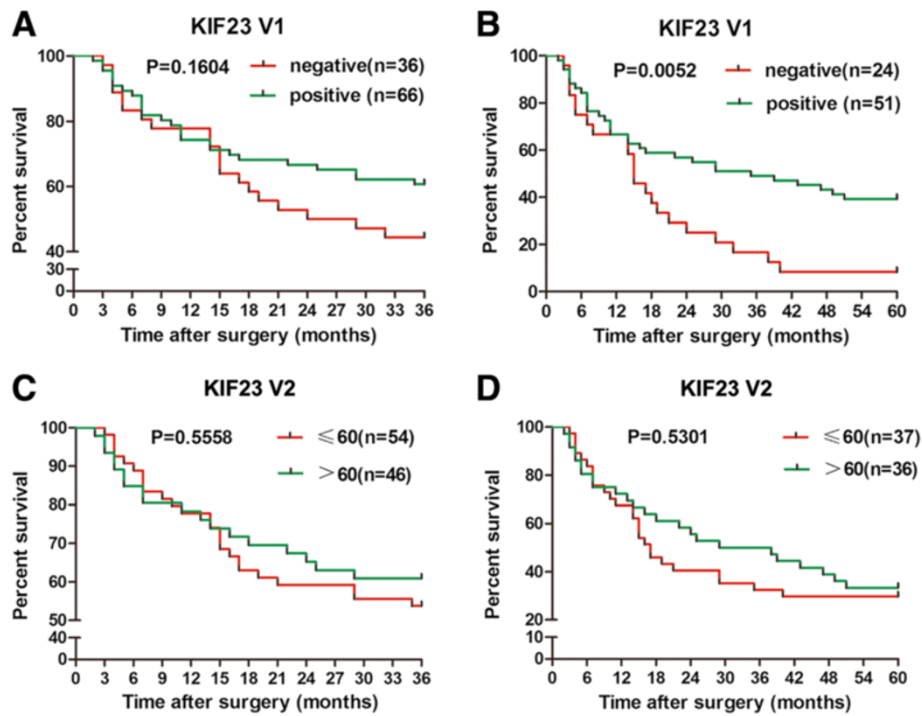 A
KIF23 V1
P=0.1604
negative(n=36)
positive (n=66)
Percent survival
100
80
60
40
30
0
0 3 6 9 12 15 18 21 24 27 30 33 36
Time after surgery (months)
B
KIF23 V1
P=0.0052
negative(n=24)
positive (n=51)
Percent survival
100
80
60
40
20
0
0 6 12 18 24 30 36 42 48 54 60
Time after surgery (months)
C
KIF23 V2
P=0.5558
≤60(n=54)
>60(n=46)
Percent survival
100
90
80
70
60
50
40
0
0 3 6 9 12 15 18 21 24 27 30 33 36
Time after surgery (months)
D
KIF23 V2
P=0.5301
≤60(n=37)
>60(n=36)
Percent survival
100
80
60
40
20
10
0
0 6 12 18 24 30 36 42 48 54 60
Time after surgery (months)